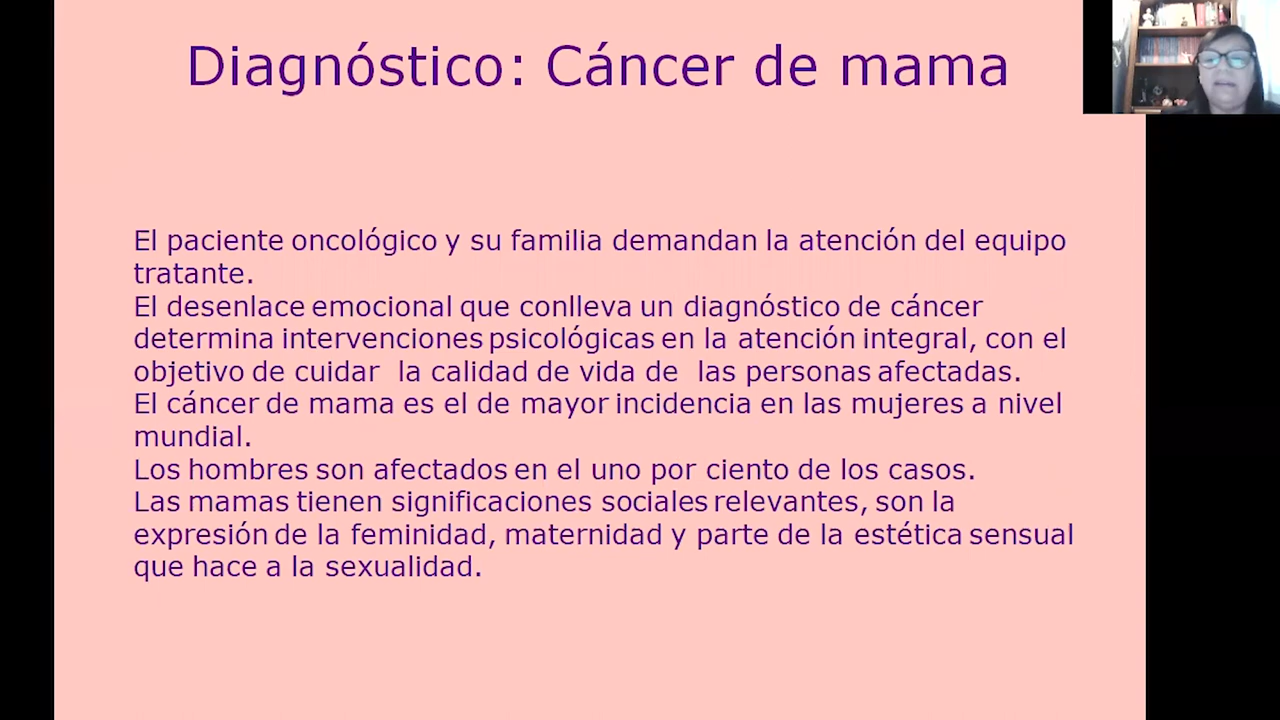 Diagnóstico: Cáncer de mama
El paciente oncológico y su familia demandan la atención del equipo
tratante.
El desenlace emocional que conlleva un diagnóstico de cáncer
determina intervenciones psicológicas en la atención integral, con el
objetivo de cuidar la calidad de vida de las personas afectadas.
El cáncer de mama es el de mayor incidencia en las mujeres a nivel
mundial.
Los hombres son afectados en el uno por ciento de los casos.
Las mamas tienen significaciones sociales relevantes, son la
expresión de la feminidad, maternidad y parte de la estética sensual
que hace a la sexualidad.